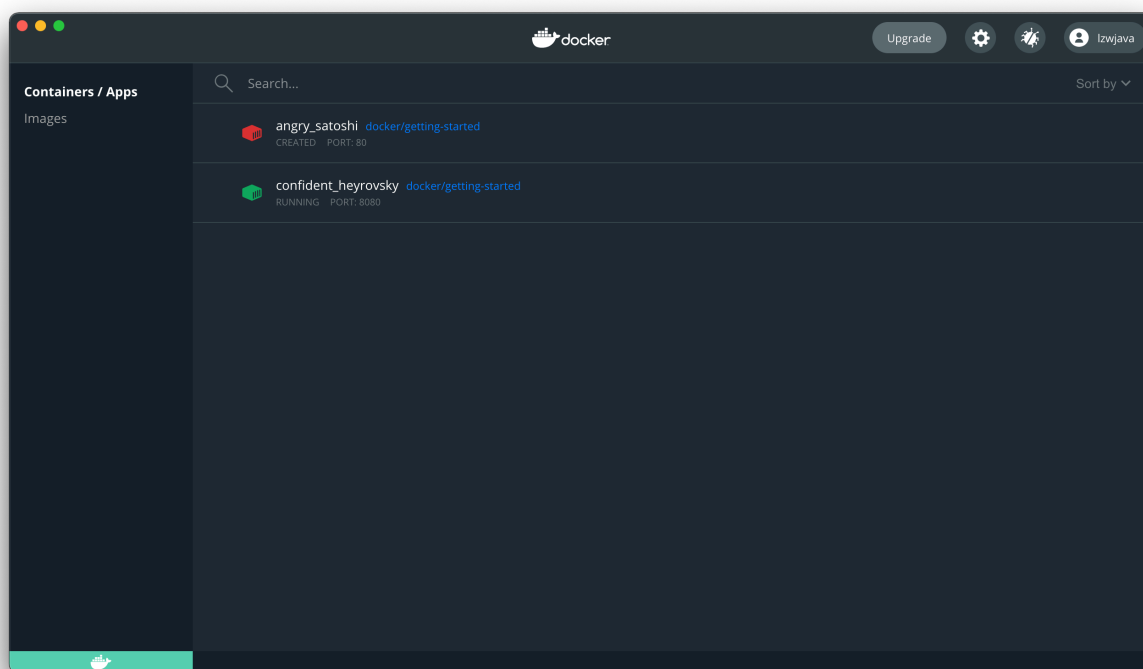 docker
Upgrade
lzwjava
Containers / Apps
Images
Search...
Sort by
angry_satoshi docker/getting-started
CREATED PORT: 80
confident_heyrovsky docker/getting-started
RUNNING PORT: 8080